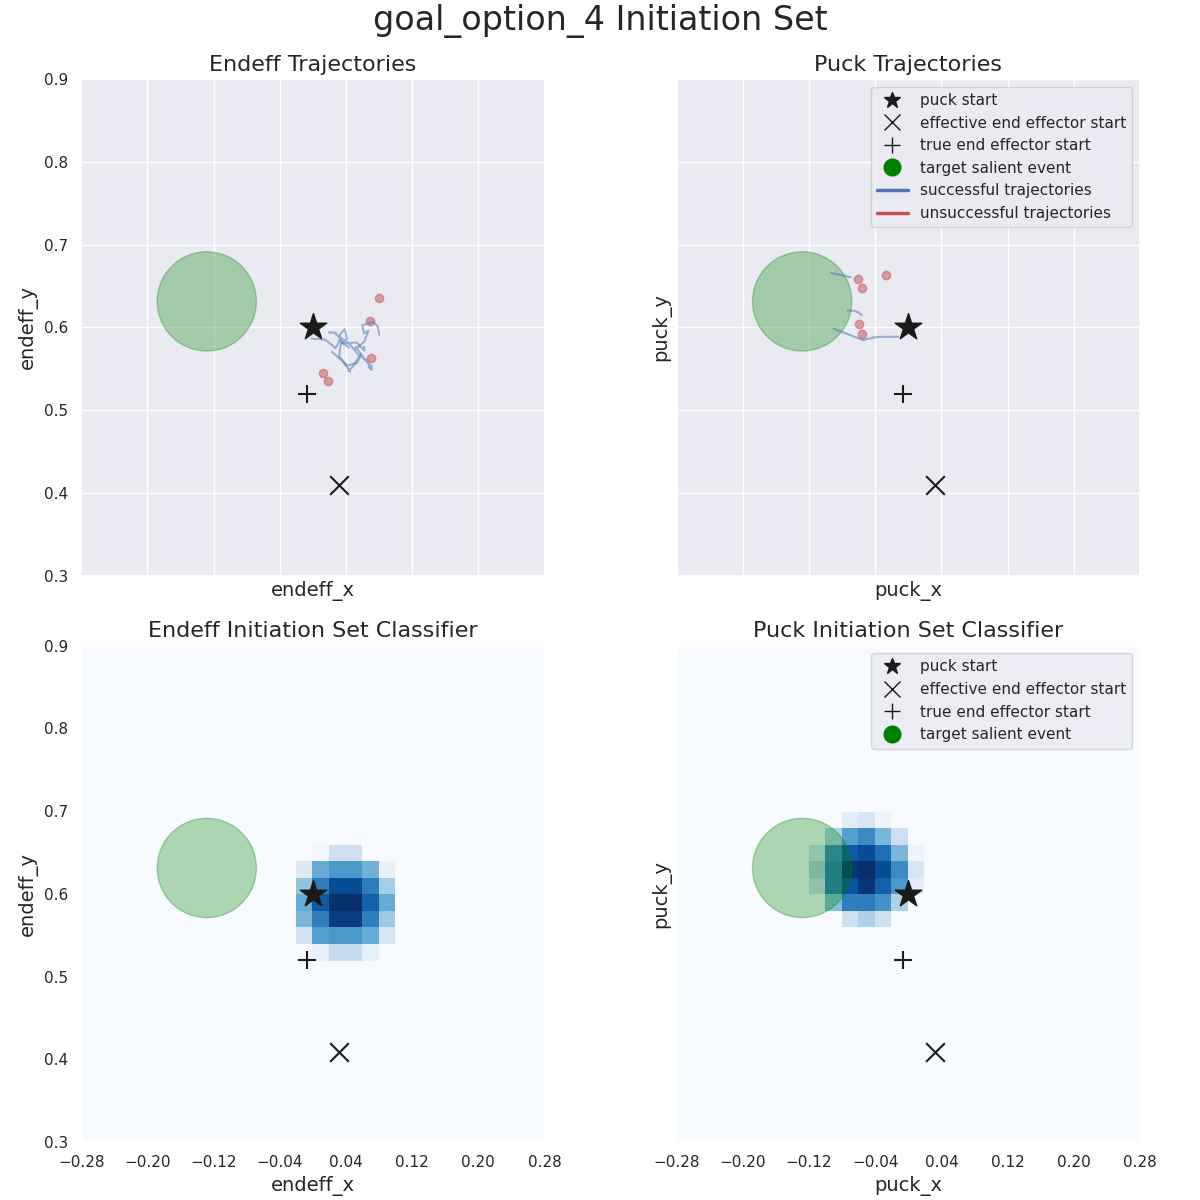 goal_option_4 Initiation Set
Endeff Trajectories
0.9
0.8
0.7
0.6
0.5
0.4
0.3
endeff_y
endeff_x
Puck Trajectories
puck start
effective end effector start
true end effector start
target salient event
successful trajectories
unsuccessful trajectories
puck_y
puck_x
Endeff Initiation Set Classifier
0.9
0.8
0.7
0.6
0.5
0.4
0.3
endeff_y
−0.28 −0.20 −0.12 −0.04 0.04 0.12 0.20 0.28
endeff_x
Puck Initiation Set Classifier
puck start
effective end effector start
true end effector start
target salient event
puck_y
−0.28 −0.20 −0.12 −0.04 0.04 0.12 0.20 0.28
puck_x